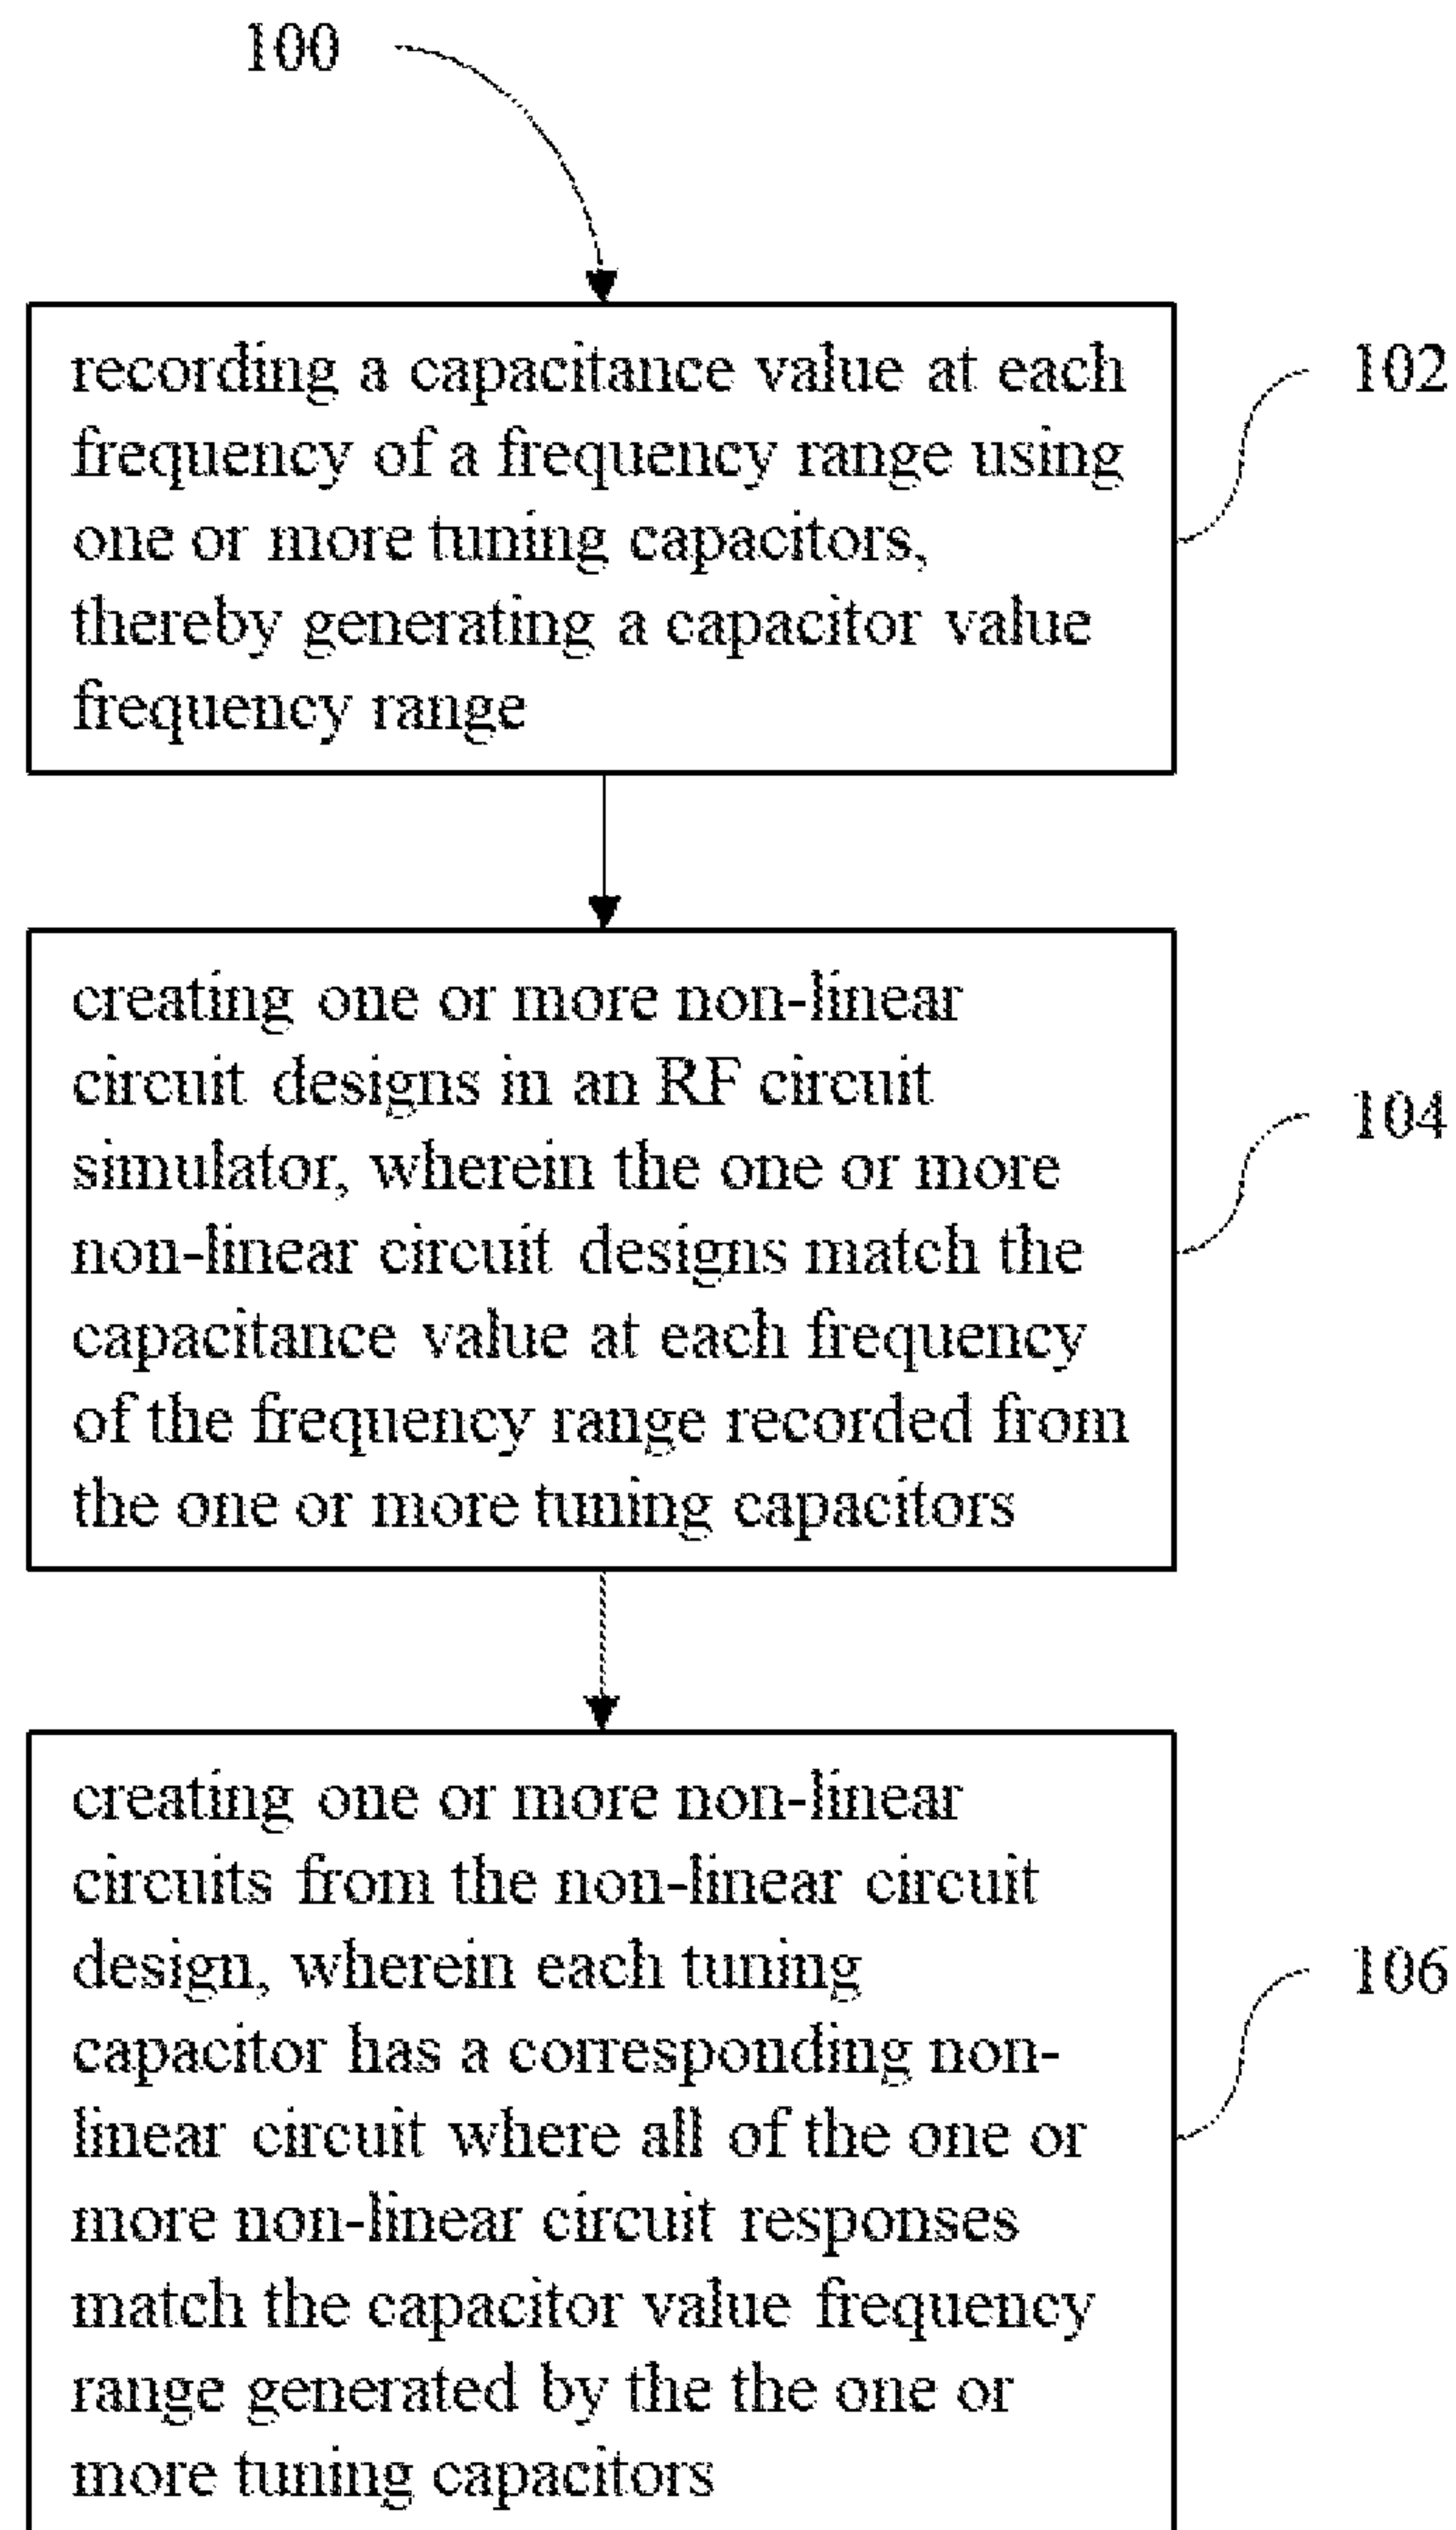 100
recording a capacitance value at each
frequency of a frequency range using
one or more tuning capacitors,
thereby generating a capacitor value
frequency range
102
creating one or more non-linear
circuit designs in an RF circuit
simulator, wherein the one or more
non-linear circuit designs match the
capacitance value at each frequency
of the frequency range recorded from
the one or more tuning capacitors
104
creating one or more non-linear
circuits from the non-linear circuit
design, wherein each tuning
capacitor has a corresponding non-
linear circuit where all of the one or
more non-linear circuit responses
match the capacitor value frequency
range generated by the the one or
more tuning capacitors
106